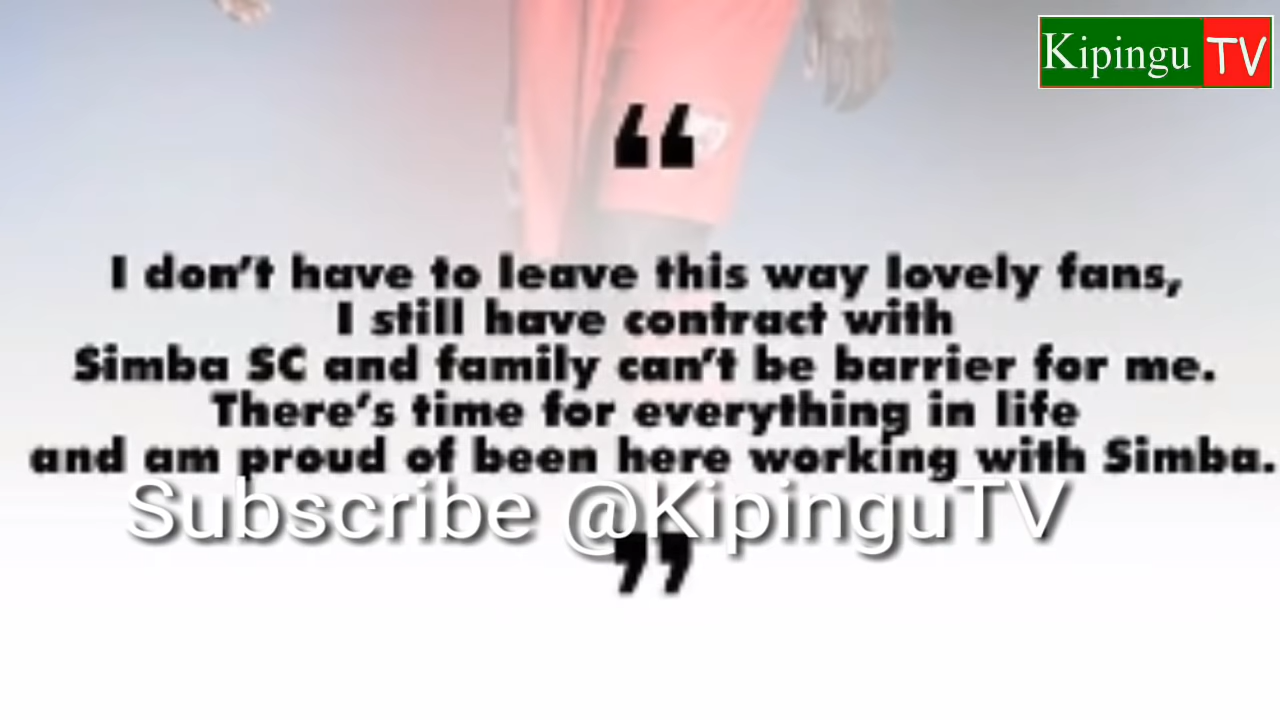 Kipingu TV
“
I don't have to leave this way lovely fans,
I still have contract with
Simba SC and family can't be barrier for me.
There's time for everything in life
and am proud of been here working with Simba.
Subscribe @KipinguTV
”